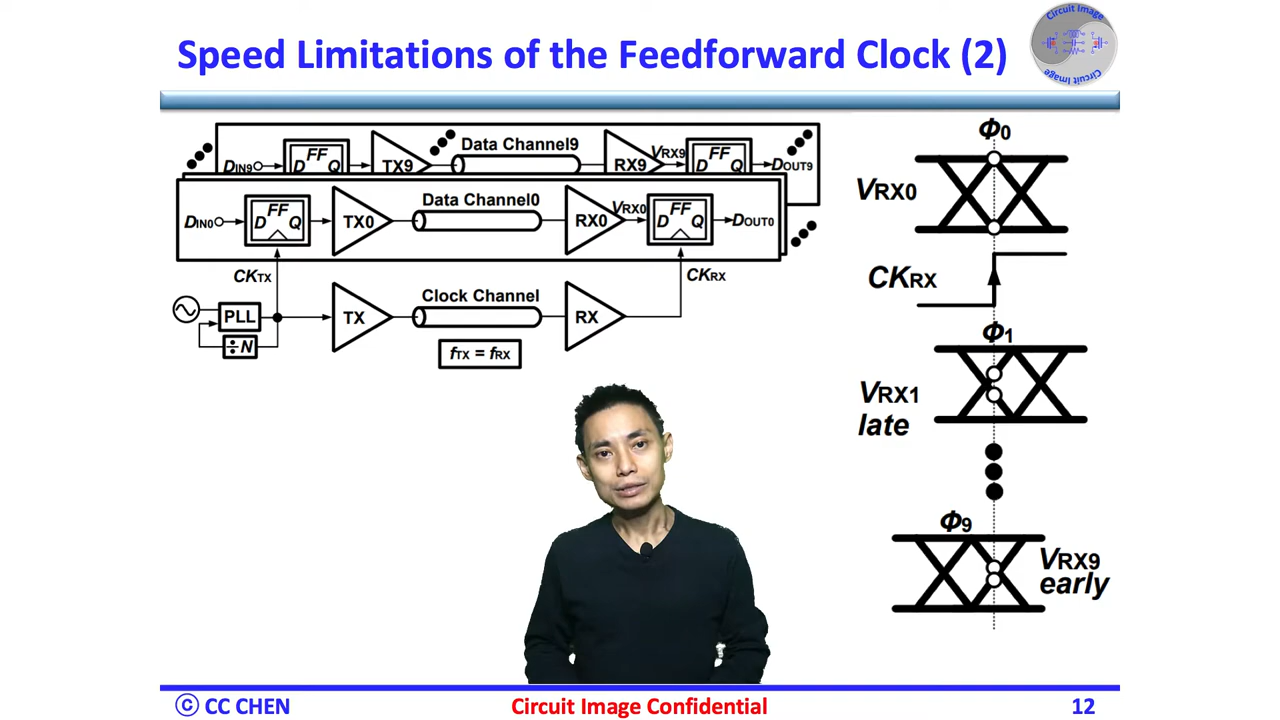 Speed Limitations of the Feedforward Clock (2)
Circuit Image
Circuit Image
DIN9
FF
D Q
TX9
Data Channel9
RX9
VRX9
FF
D Q
DOUT9
DIN0
FF
D Q
TX0
Data Channel0
RX0
VRX0
FF
D Q
DOUT0
CKTX
CKRX
PLL
÷N
TX
Clock Channel
RX
fTX = fRX
Φ0
VRX0
CKRX
Φ1
VRX1
late
Φ9
VRX9
early
© CC CHEN
Circuit Image Confidential
12